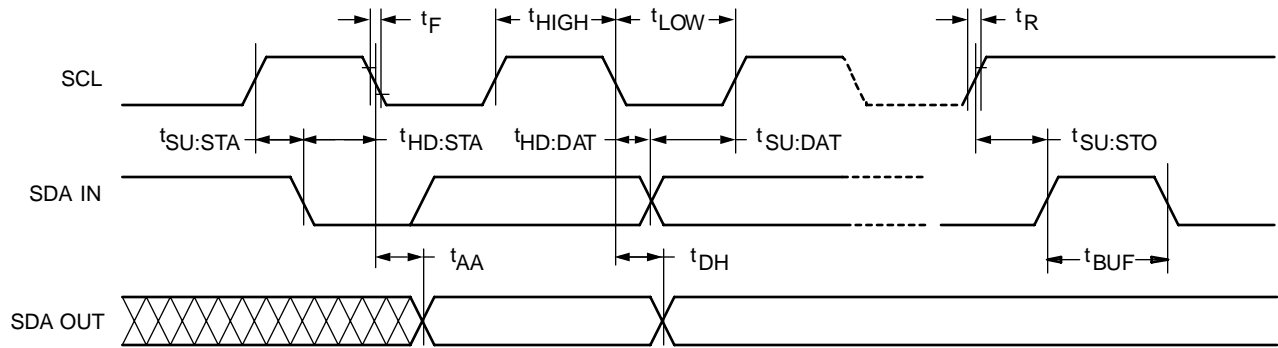 tF
tHIGH
tLOW
tR
SCL
tSU:STA
tHD:STA
tHD:DAT
tSU:DAT
tSU:STO
SDA IN
tAA
tDH
tBUF
SDA OUT